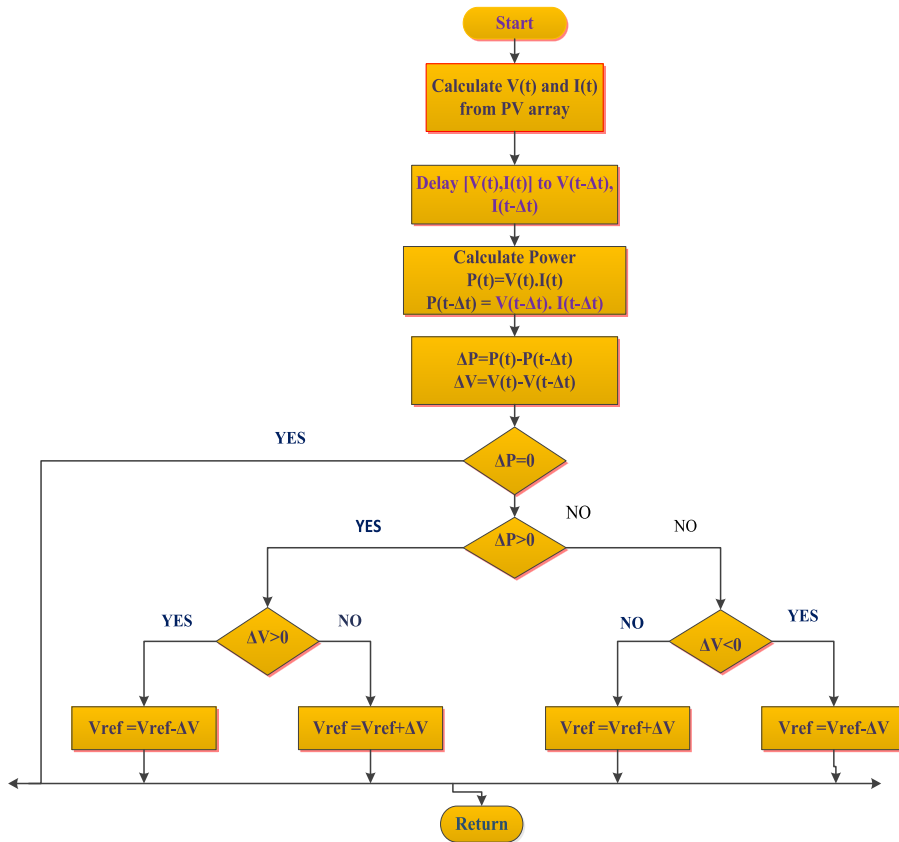 Start
Calculate V(t) and I(t)
from PV array
Delay [V(t),I(t)] to V(t-Δt),
I(t-Δt)
Calculate Power
P(t)=V(t).I(t)
P(t-Δt) = V(t-Δt). I(t-Δt)
ΔP=P(t)-P(t-Δt)
ΔV=V(t)-V(t-Δt)
YES
ΔP=0
NO
YES
NO
ΔP>0
YES
NO
ΔV>0
NO
YES
ΔV<0
Vref =Vref-ΔV
Vref =Vref+ΔV
Vref =Vref+ΔV
Vref =Vref-ΔV
Return